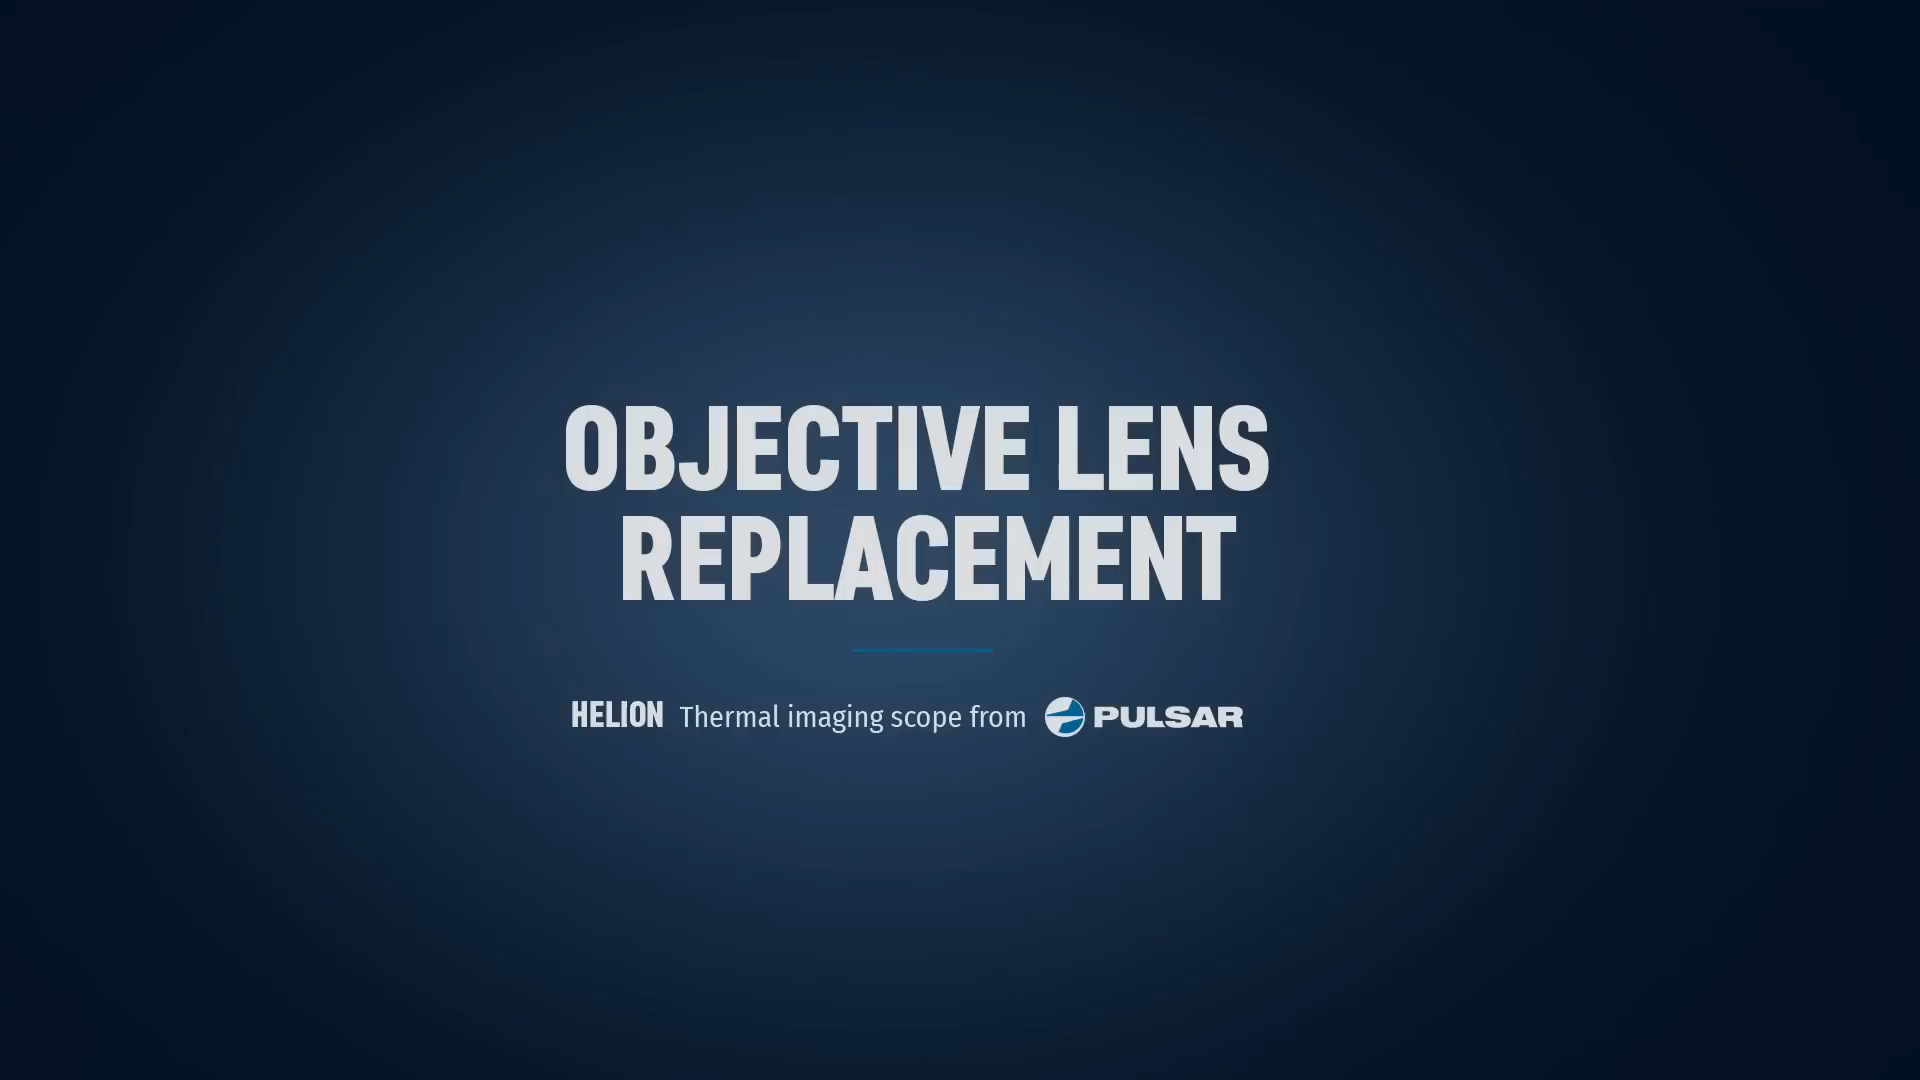 OBJECTIVE LENS
REPLACEMENT
HELION Thermal imaging scope from PULSAR